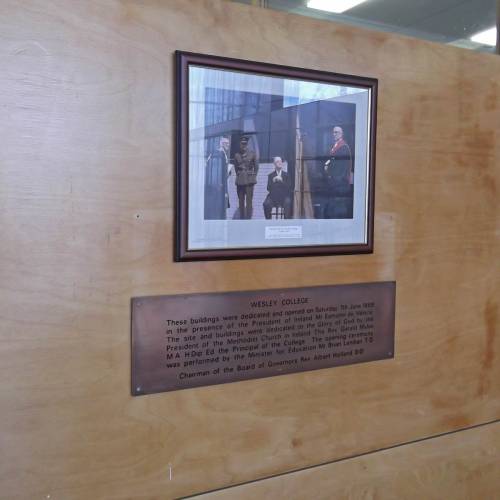 WESLEY COLLEGE
These buildings were dedicated and opened on Saturday 7th June 1969
in the presence of the President of Ireland Mr Eamonn de Valera
The site and buildings were dedicated to the Glory of God by the
President of the Methodist Church in Ireland The Rev Gerald Myles
M A H Dip Ed the Principal of the College The opening ceremony
was performed by the Minister for Education Mr Brian Lenihan T D
Chairman of the Board of Governors Rev Albert Holland B D